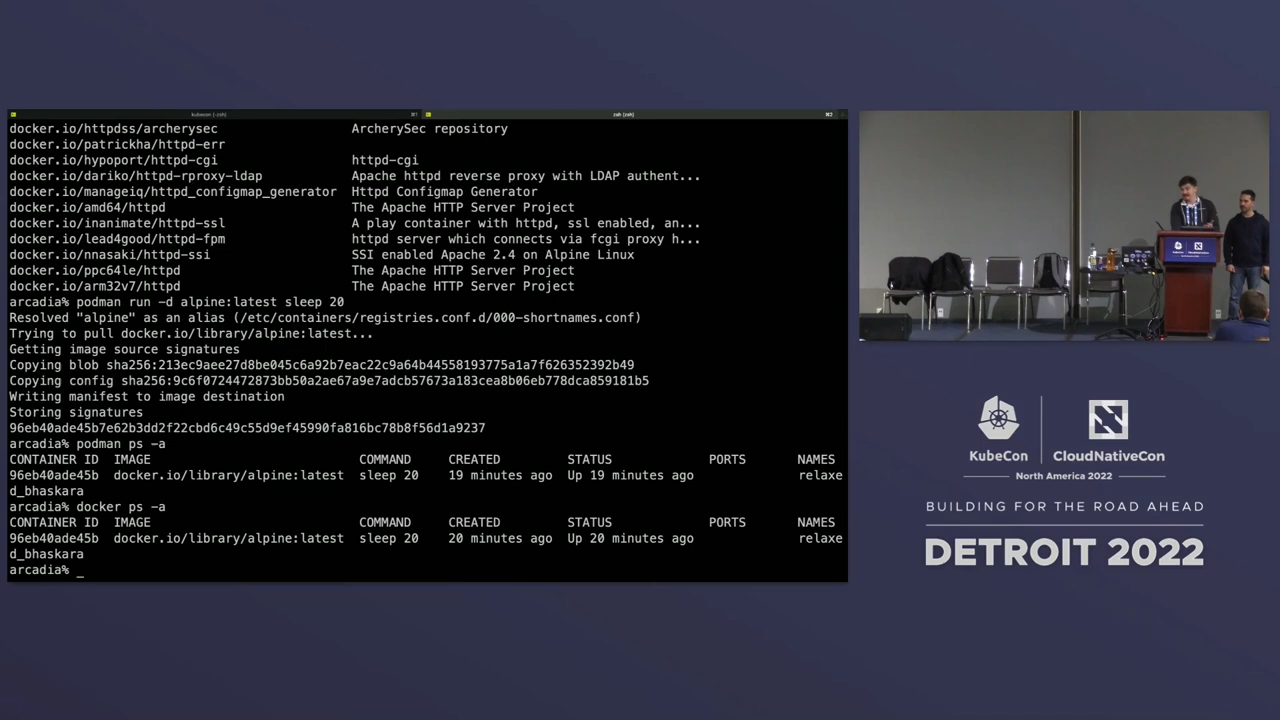 kubecon (-zsh)
⌘1
zsh (zsh)
⌘2
docker.io/httpdss/archerysec ArcherySec repository
docker.io/patrickha/httpd-err
docker.io/hypoport/httpd-cgi httpd-cgi
docker.io/dariko/httpd-rproxy-ldap Apache httpd reverse proxy with LDAP authent...
docker.io/manageiq/httpd_configmap_generator Httpd Configmap Generator
docker.io/amd64/httpd The Apache HTTP Server Project
docker.io/inanimate/httpd-ssl A play container with httpd, ssl enabled, an...
docker.io/lead4good/httpd-fpm httpd server which connects via fcgi proxy h...
docker.io/nnasaki/httpd-ssi SSI enabled Apache 2.4 on Alpine Linux
docker.io/ppc64le/httpd The Apache HTTP Server Project
docker.io/arm32v7/httpd The Apache HTTP Server Project
arcadia% podman run -d alpine:latest sleep 20
Resolved "alpine" as an alias (/etc/containers/registries.conf.d/000-shortnames.conf)
Trying to pull docker.io/library/alpine:latest...
Getting image source signatures
Copying blob sha256:213ec9aee27d8be045c6a92b7eac22c9a64b44558193775a1a7f626352392b49
Copying config sha256:9c6f0724472873bb50a2ae67a9e7adcb57673a183cea8b06eb778dca859181b5
Writing manifest to image destination
Storing signatures
96eb40ade45b7e62b3dd2f22cbd6c49c55d9ef45990fa816bc78b8f56d1a9237
arcadia% podman ps -a
CONTAINER ID IMAGE COMMAND CREATED STATUS PORTS NAMES
96eb40ade45b docker.io/library/alpine:latest sleep 20 19 minutes ago Up 19 minutes ago relaxe
d_bhaskara
arcadia% docker ps -a
CONTAINER ID IMAGE COMMAND CREATED STATUS PORTS NAMES
96eb40ade45b docker.io/library/alpine:latest sleep 20 20 minutes ago Up 20 minutes ago relaxe
d_bhaskara
arcadia% _
KubeCon
CloudNativeCon
North America 2022
BUILDING FOR THE ROAD AHEAD
DETROIT 2022